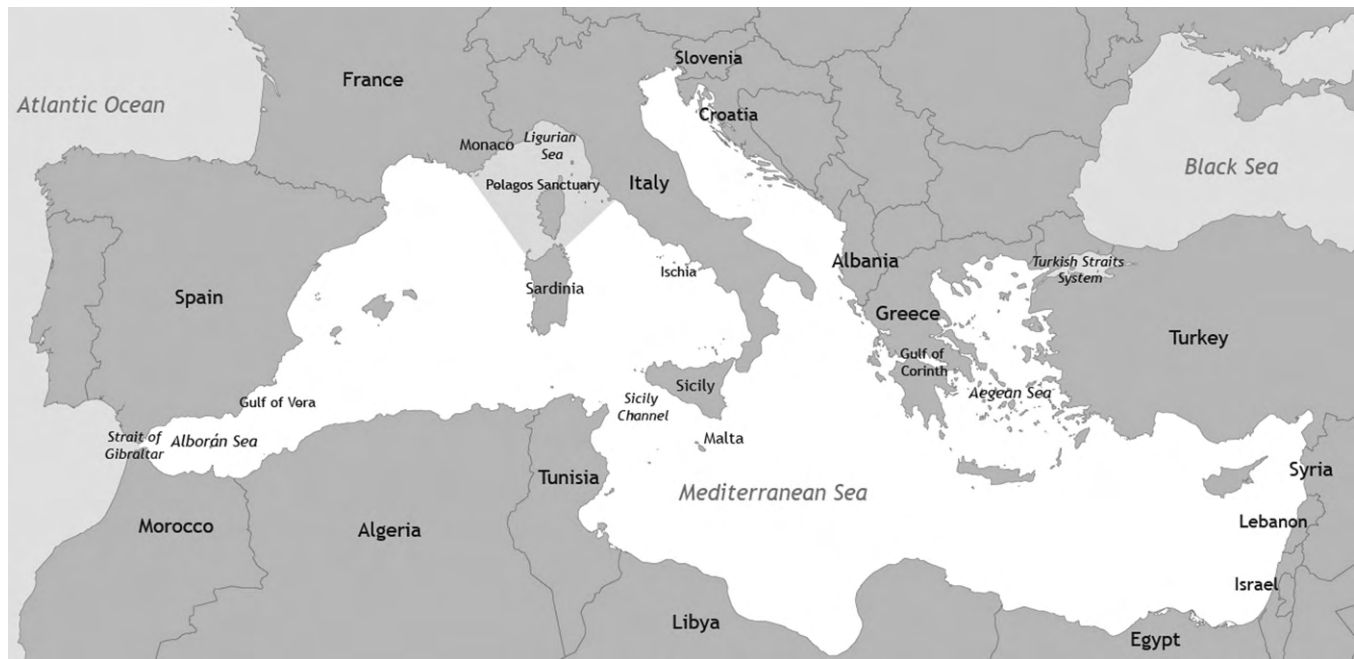 Slovenia
France
Atlantic Ocean
Croatia
Ligurian
Sea
Monaco
Black Sea
Pelagos Sanctuary
Italy
Albania
Turkish Straits
System
Ischia
Sardinia
Spain
Greece
Turkey
Gulf of
Corinth
Sicily
Aegean Sea
Sicily
Channel
Gulf of Vera
Strait of
Gibraltar
Alborán Sea
Malta
Tunisia
Syria
Mediterranean Sea
Lebanon
Morocco
Algeria
Israel
Libya
Egypt